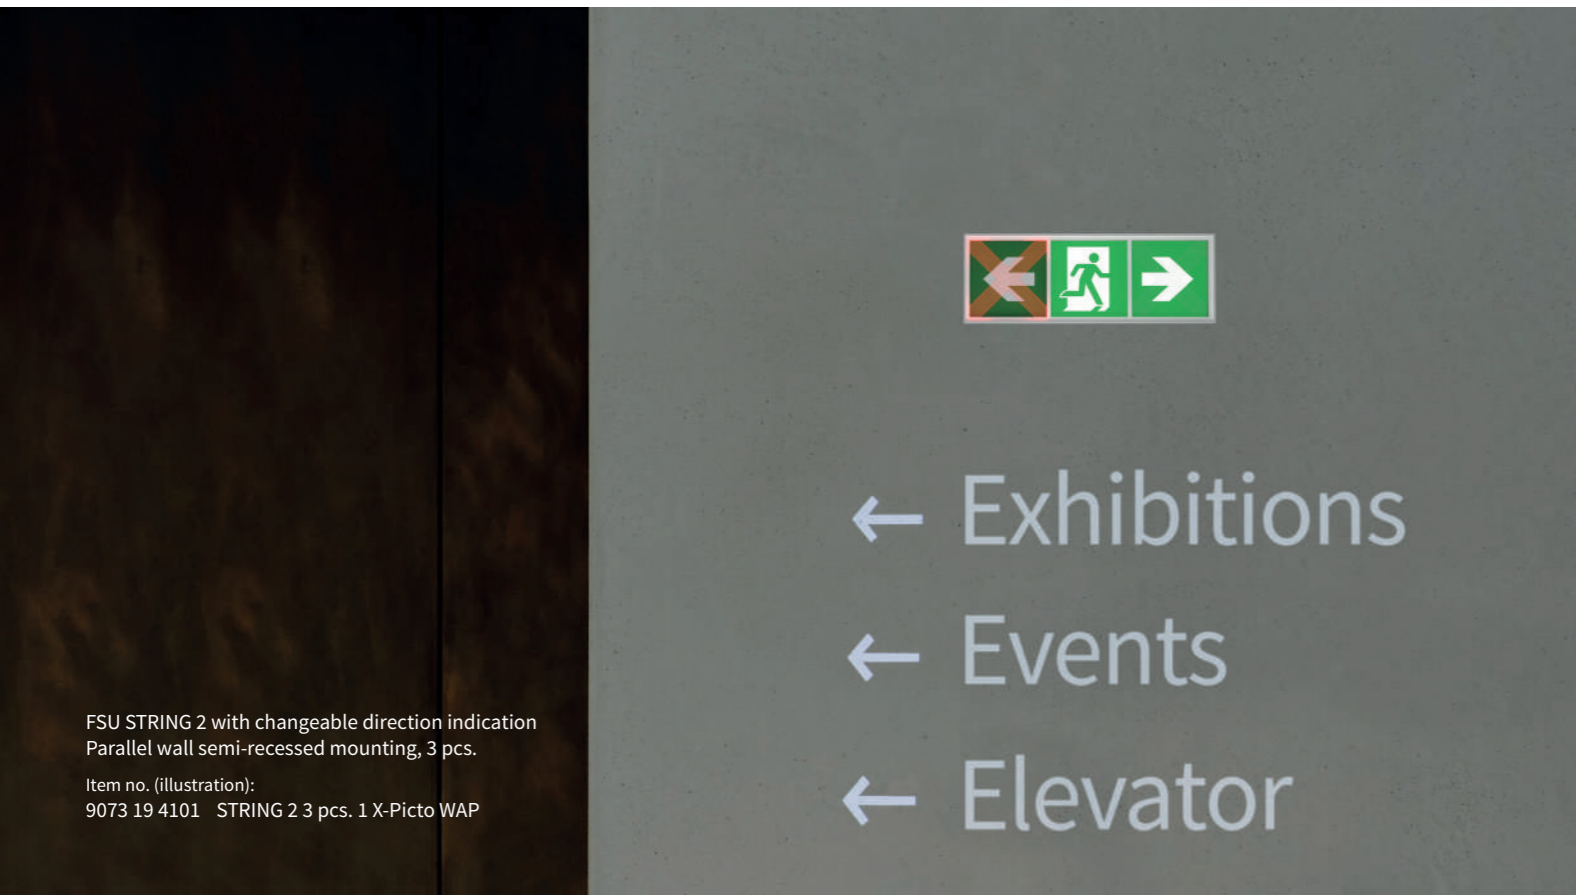 ← Exhibitions
← Events
← Elevator
FSU STRING 2 with changeable direction indication
Parallel wall semi-recessed mounting, 3 pcs.
Item no. (illustration):
9073 19 4101 STRING 2 3 pcs. 1 X-Picto WAP